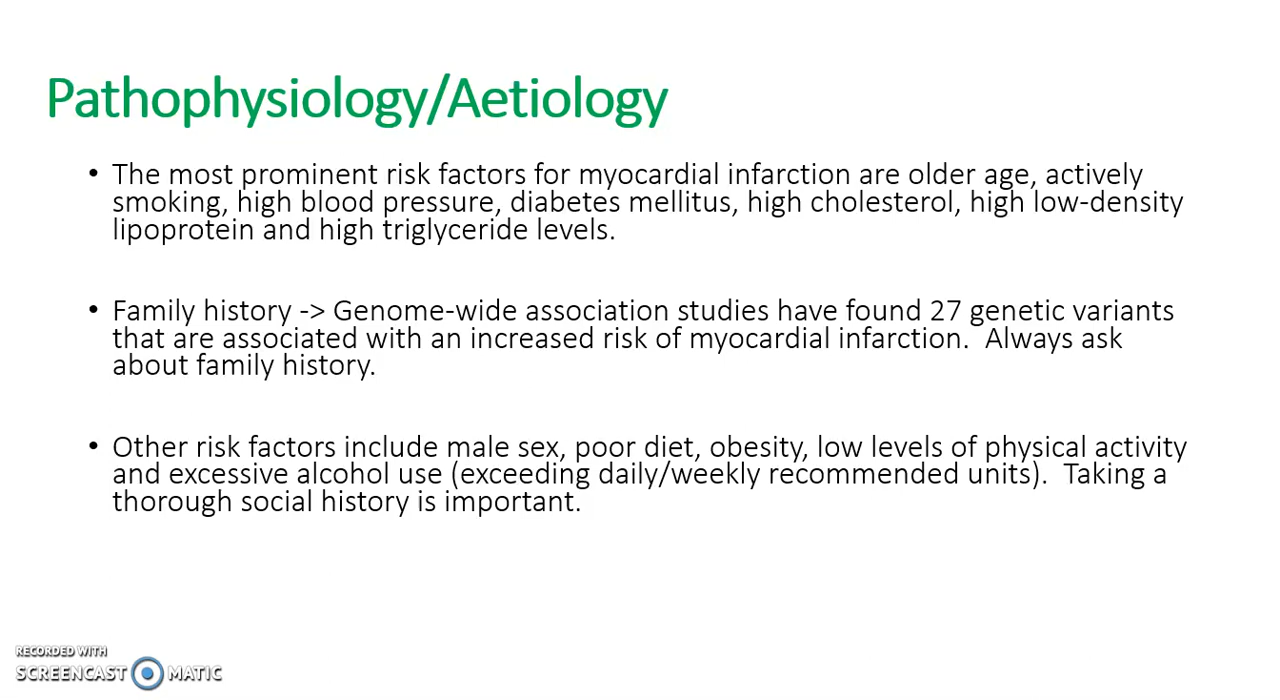 Pathophysiology/Aetiology
• The most prominent risk factors for myocardial infarction are older age, actively
smoking, high blood pressure, diabetes mellitus, high cholesterol, high low-density
lipoprotein and high triglyceride levels.
• Family history -> Genome-wide association studies have found 27 genetic variants
that are associated with an increased risk of myocardial infarction.  Always ask
about family history.
• Other risk factors include male sex, poor diet, obesity, low levels of physical activity
and excessive alcohol use (exceeding daily/weekly recommended units).  Taking a
thorough social history is important.
RECORDED WITH
SCREENCAST MATIC